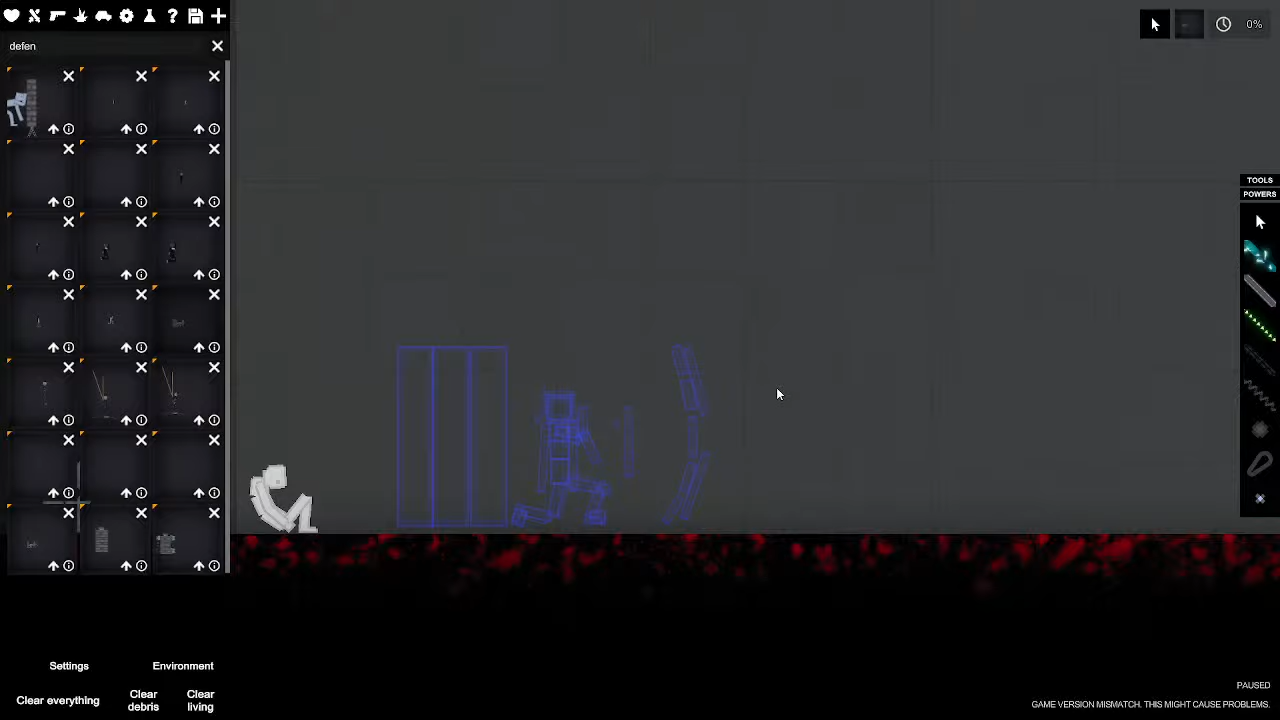 defen
0%
TOOLS
POWERS
Settings
Environment
Clear everything
Clear
debris
Clear
living
PAUSED
GAME VERSION MISMATCH. THIS MIGHT CAUSE PROBLEMS.